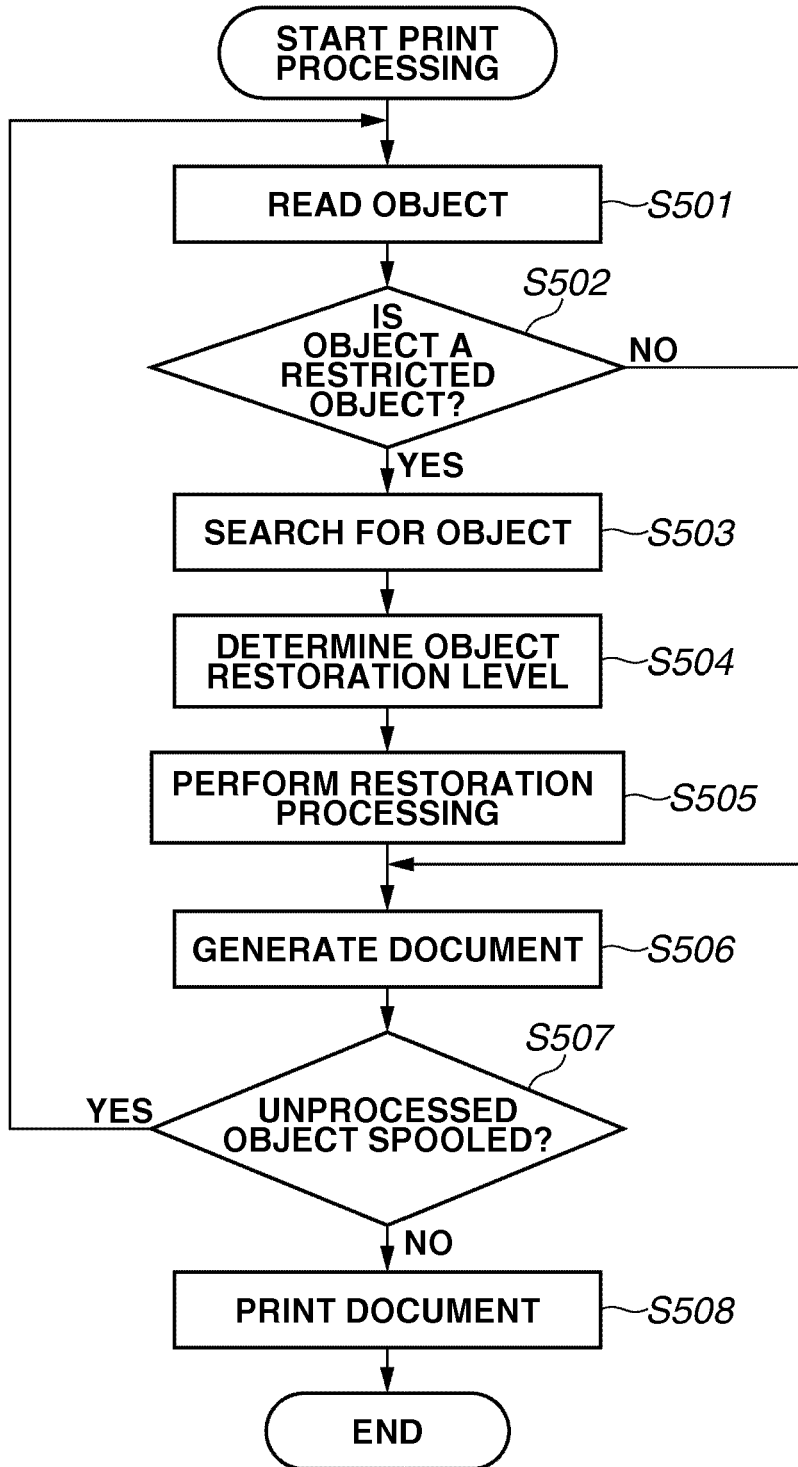 START PRINT
PROCESSING
READ OBJECT
S501
S502
IS
OBJECT A
RESTRICTED
OBJECT?
NO
YES
SEARCH FOR OBJECT
S503
DETERMINE OBJECT
RESTORATION LEVEL
S504
PERFORM RESTORATION
PROCESSING
S505
GENERATE DOCUMENT
S506
S507
YES
UNPROCESSED
OBJECT SPOOLED?
NO
PRINT DOCUMENT
S508
END